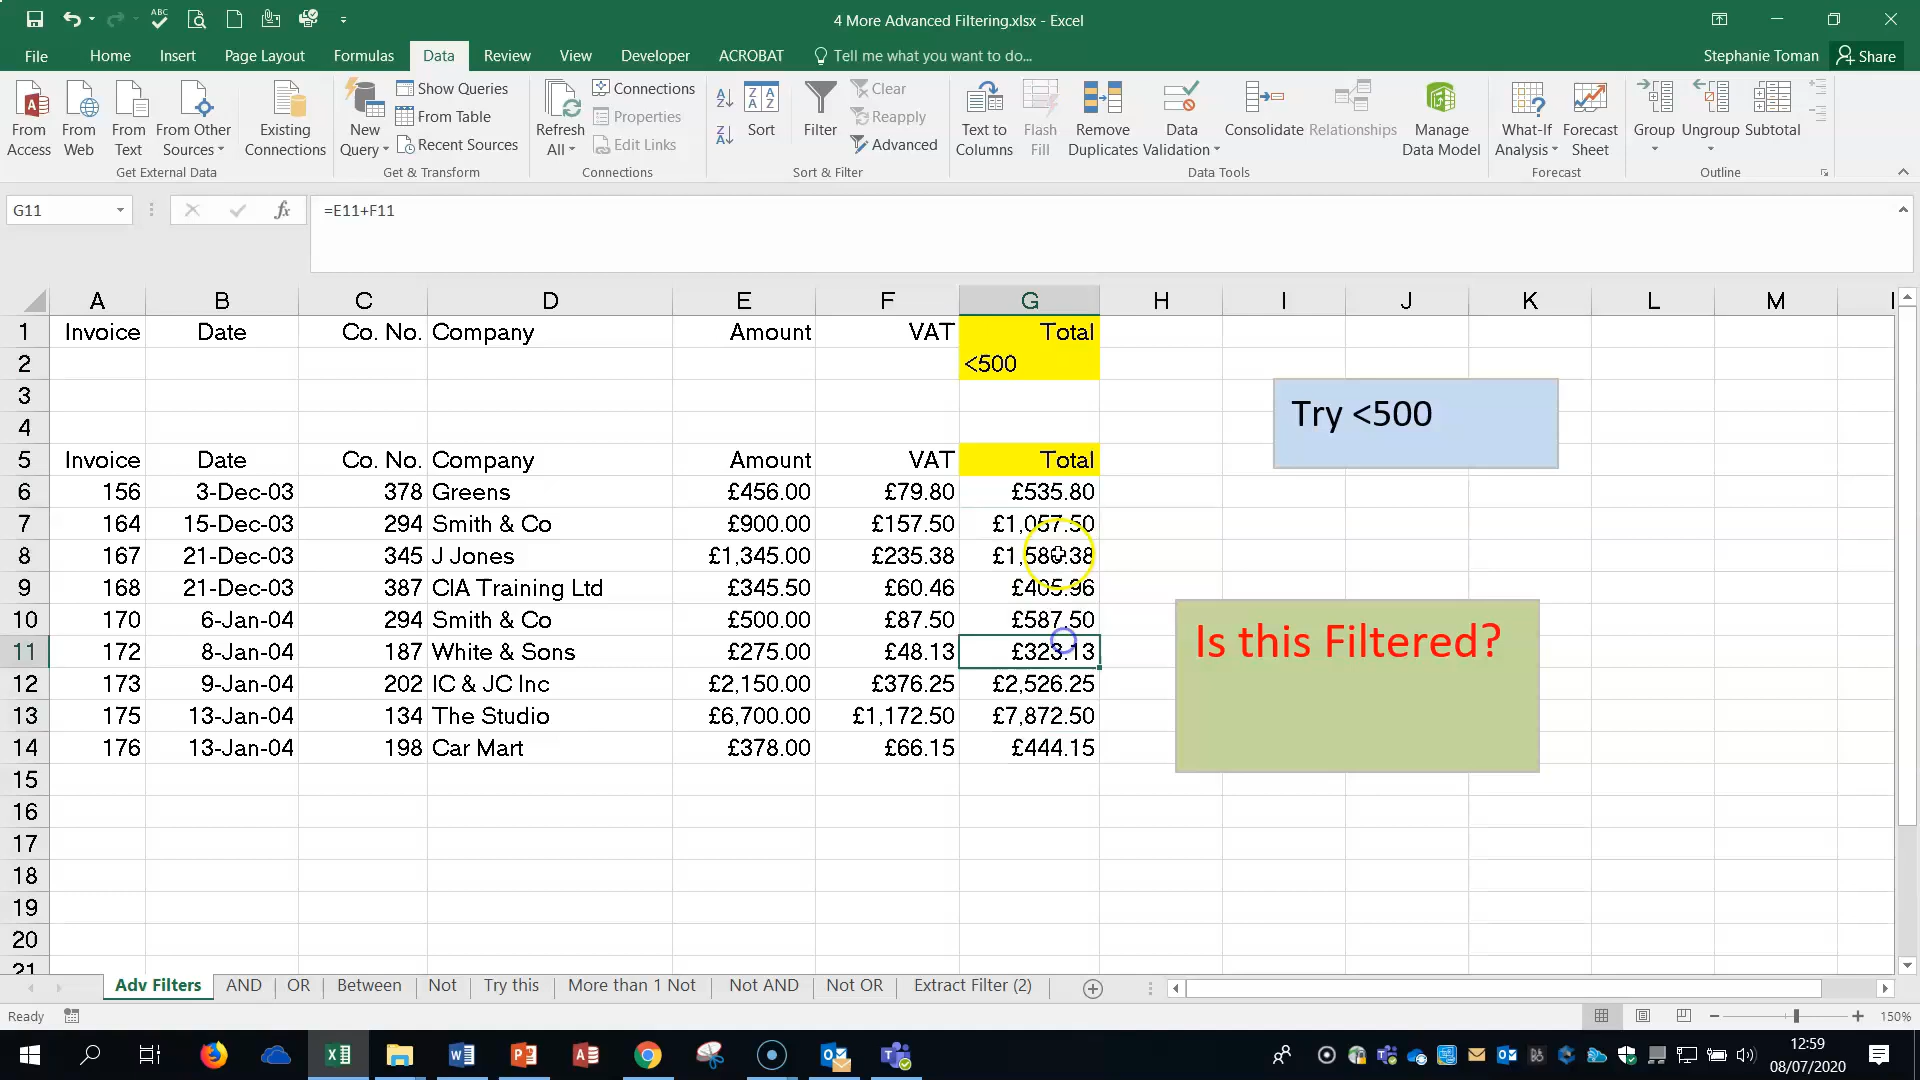 4 More Advanced Filtering.xlsx - Excel
File Home Insert Page Layout Formulas Data Review View Developer ACROBAT Tell me what you want to do... Stephanie Toman Share
From Access
From Web
From Text
From Other Sources
Existing Connections
Get External Data
New Query
Show Queries
From Table
Recent Sources
Get & Transform
Refresh All
Connections
Properties
Edit Links
Connections
Sort
Filter
Clear
Reapply
Advanced
Sort & Filter
Text to Columns
Flash Fill
Remove Duplicates
Data Validation
Consolidate
Relationships
Manage Data Model
Data Tools
What-If Analysis
Forecast Sheet
Forecast
Group
Ungroup
Subtotal
Outline
G11 fx =E11+F11
A B C D E F G H I J K L M
1 Invoice Date Co. No. Company Amount VAT Total
2 <500
3
4
Try <500
5 Invoice Date Co. No. Company Amount VAT Total
6 156 3-Dec-03 378 Greens £456.00 £79.80 £535.80
7 164 15-Dec-03 294 Smith & Co £900.00 £157.50 £1,057.50
8 167 21-Dec-03 345 J Jones £1,345.00 £235.38 £1,580.38
9 168 21-Dec-03 387 CIA Training Ltd £345.50 £60.46 £405.96
10 170 6-Jan-04 294 Smith & Co £500.00 £87.50 £587.50
11 172 8-Jan-04 187 White & Sons £275.00 £48.13 £323.13
Is this Filtered?
12 173 9-Jan-04 202 IC & JC Inc £2,150.00 £376.25 £2,526.25
13 175 13-Jan-04 134 The Studio £6,700.00 £1,172.50 £7,872.50
14 176 13-Jan-04 198 Car Mart £378.00 £66.15 £444.15
15
16
17
18
19
20
21
Adv Filters AND OR Between Not Try this More than 1 Not Not AND Not OR Extract Filter (2)
Ready 150%
12:59
08/07/2020